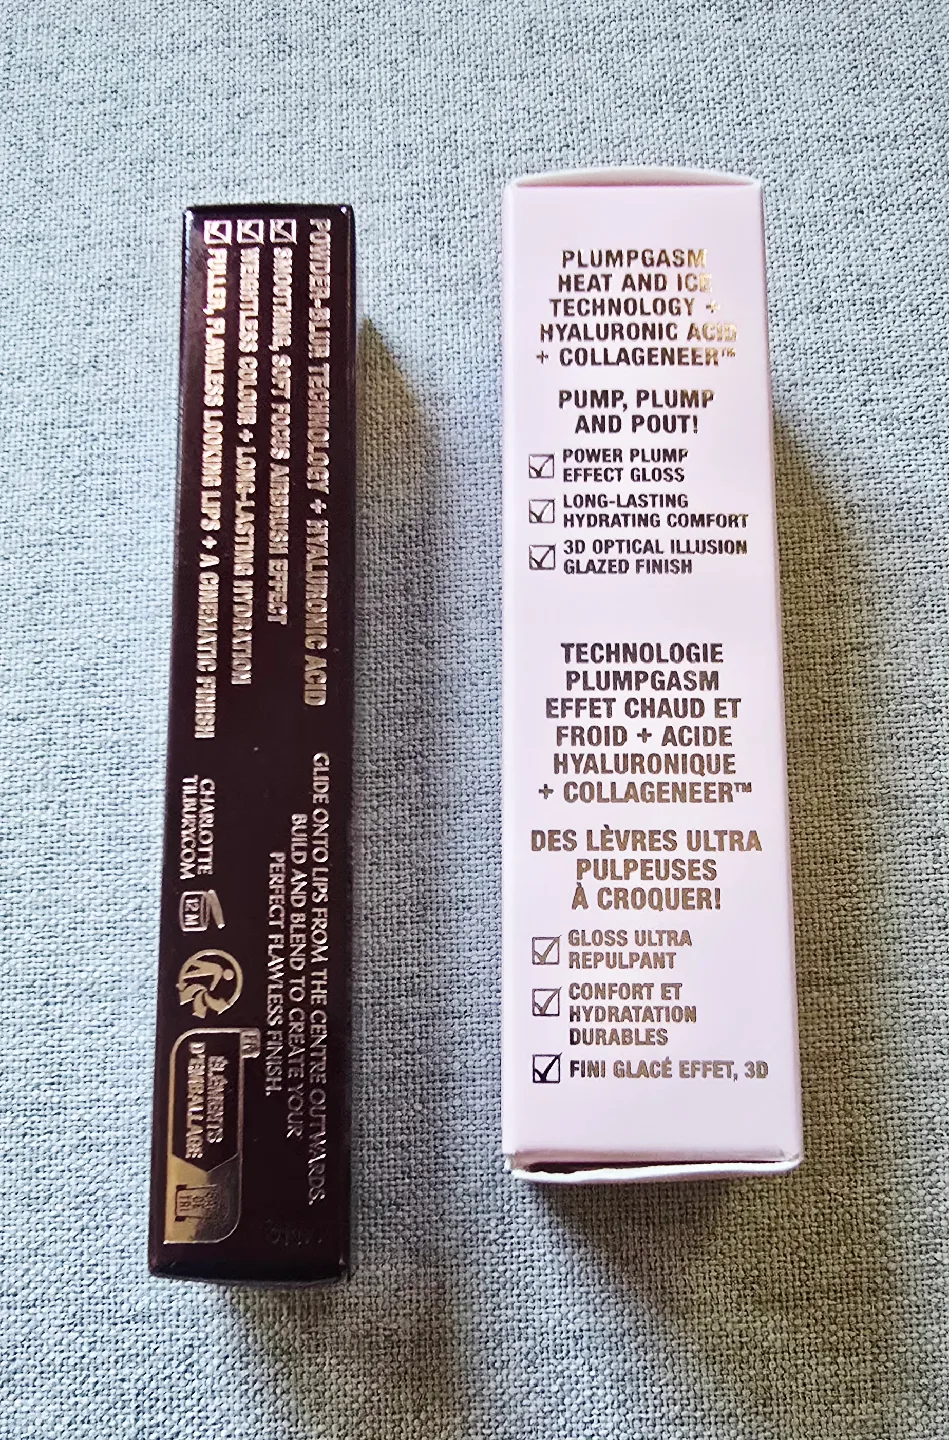 POWDER-BLUR TECHNOLOGY + HYALURONIC ACID
SMOOTHING, SOFT FOCUS AIRBRUSH EFFECT
WEIGHTLESS COLOUR + LONG-LASTING HYDRATION
FULLER, FLAWLESS LOOKING LIPS + A CINEMATIC FINISH
GLIDE ONTO LIPS FROM THE CENTRE OUTWARDS.
BUILD AND BLEND TO CREATE YOUR
PERFECT FLAWLESS FINISH.
CHARLOTTE
TILBURY.COM
12 M
FR
ÉLÉMENTS
D'EMBALLAGE
PLUMPGASM
HEAT AND ICE
TECHNOLOGY +
HYALURONIC ACID
+ COLLAGENEER™
PUMP, PLUMP
AND POUT!
POWER PLUMP
EFFECT GLOSS
LONG-LASTING
HYDRATING COMFORT
3D OPTICAL ILLUSION
GLAZED FINISH
TECHNOLOGIE
PLUMPGASM
EFFET CHAUD ET
FROID + ACIDE
HYALURONIQUE
+ COLLAGENEER™
DES LÈVRES ULTRA
PULPEUSES
À CROQUER!
GLOSS ULTRA
REPULPANT
CONFORT ET
HYDRATATION
DURABLES
FINI GLACÉ EFFET, 3D